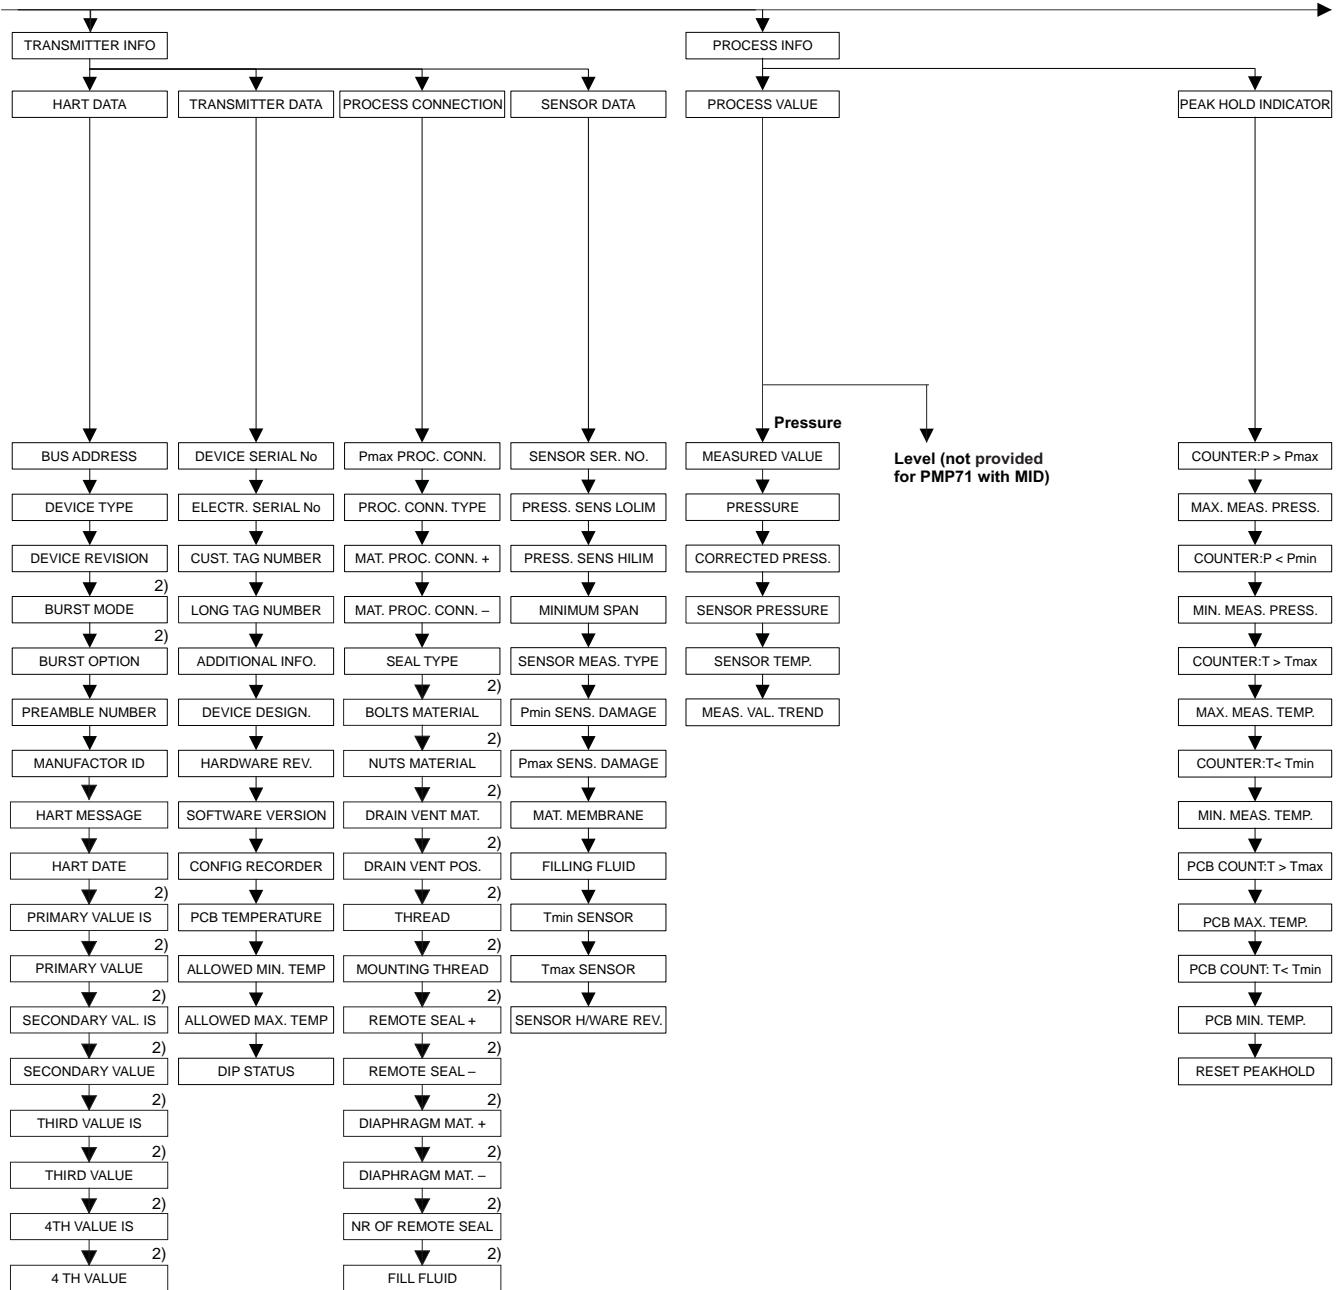 TRANSMITTER INFO
PROCESS INFO
HART DATA
TRANSMITTER DATA
PROCESS CONNECTION
SENSOR DATA
PROCESS VALUE
PEAK HOLD INDICATOR
BUS ADDRESS
DEVICE TYPE
DEVICE REVISION
2)
BURST MODE
2)
BURST OPTION
PREAMBLE NUMBER
MANUFACTOR ID
HART MESSAGE
HART DATE
2)
PRIMARY VALUE IS
2)
PRIMARY VALUE
2)
SECONDARY VAL. IS
2)
SECONDARY VALUE
2)
THIRD VALUE IS
2)
THIRD VALUE
2)
4TH VALUE IS
2)
4 TH VALUE
DEVICE SERIAL No
ELECTR. SERIAL No
CUST. TAG NUMBER
LONG TAG NUMBER
ADDITIONAL INFO.
DEVICE DESIGN.
HARDWARE REV.
SOFTWARE VERSION
CONFIG RECORDER
PCB TEMPERATURE
ALLOWED MIN. TEMP
ALLOWED MAX. TEMP
DIP STATUS
Pmax PROC. CONN.
PROC. CONN. TYPE
MAT. PROC. CONN. +
MAT. PROC. CONN. –
SEAL TYPE
2)
BOLTS MATERIAL
2)
NUTS MATERIAL
2)
DRAIN VENT MAT.
2)
DRAIN VENT POS.
2)
THREAD
2)
MOUNTING THREAD
2)
REMOTE SEAL +
2)
REMOTE SEAL –
2)
DIAPHRAGM MAT. +
2)
DIAPHRAGM MAT. –
2)
NR OF REMOTE SEAL
2)
FILL FLUID
SENSOR SER. NO.
PRESS. SENS LOLIM
PRESS. SENS HILIM
MINIMUM SPAN
SENSOR MEAS. TYPE
Pmin SENS. DAMAGE
Pmax SENS. DAMAGE
MAT. MEMBRANE
FILLING FLUID
Tmin SENSOR
Tmax SENSOR
SENSOR H/WARE REV.
Pressure
MEASURED VALUE
PRESSURE
CORRECTED PRESS.
SENSOR PRESSURE
SENSOR TEMP.
MEAS. VAL. TREND
Level (not provided
for PMP71 with MID)
COUNTER:P > Pmax
MAX. MEAS. PRESS.
COUNTER:P < Pmin
MIN. MEAS. PRESS.
COUNTER:T > Tmax
MAX. MEAS. TEMP.
COUNTER:T< Tmin
MIN. MEAS. TEMP.
PCB COUNT:T > Tmax
PCB MAX. TEMP.
PCB COUNT: T< Tmin
PCB MIN. TEMP.
RESET PEAKHOLD